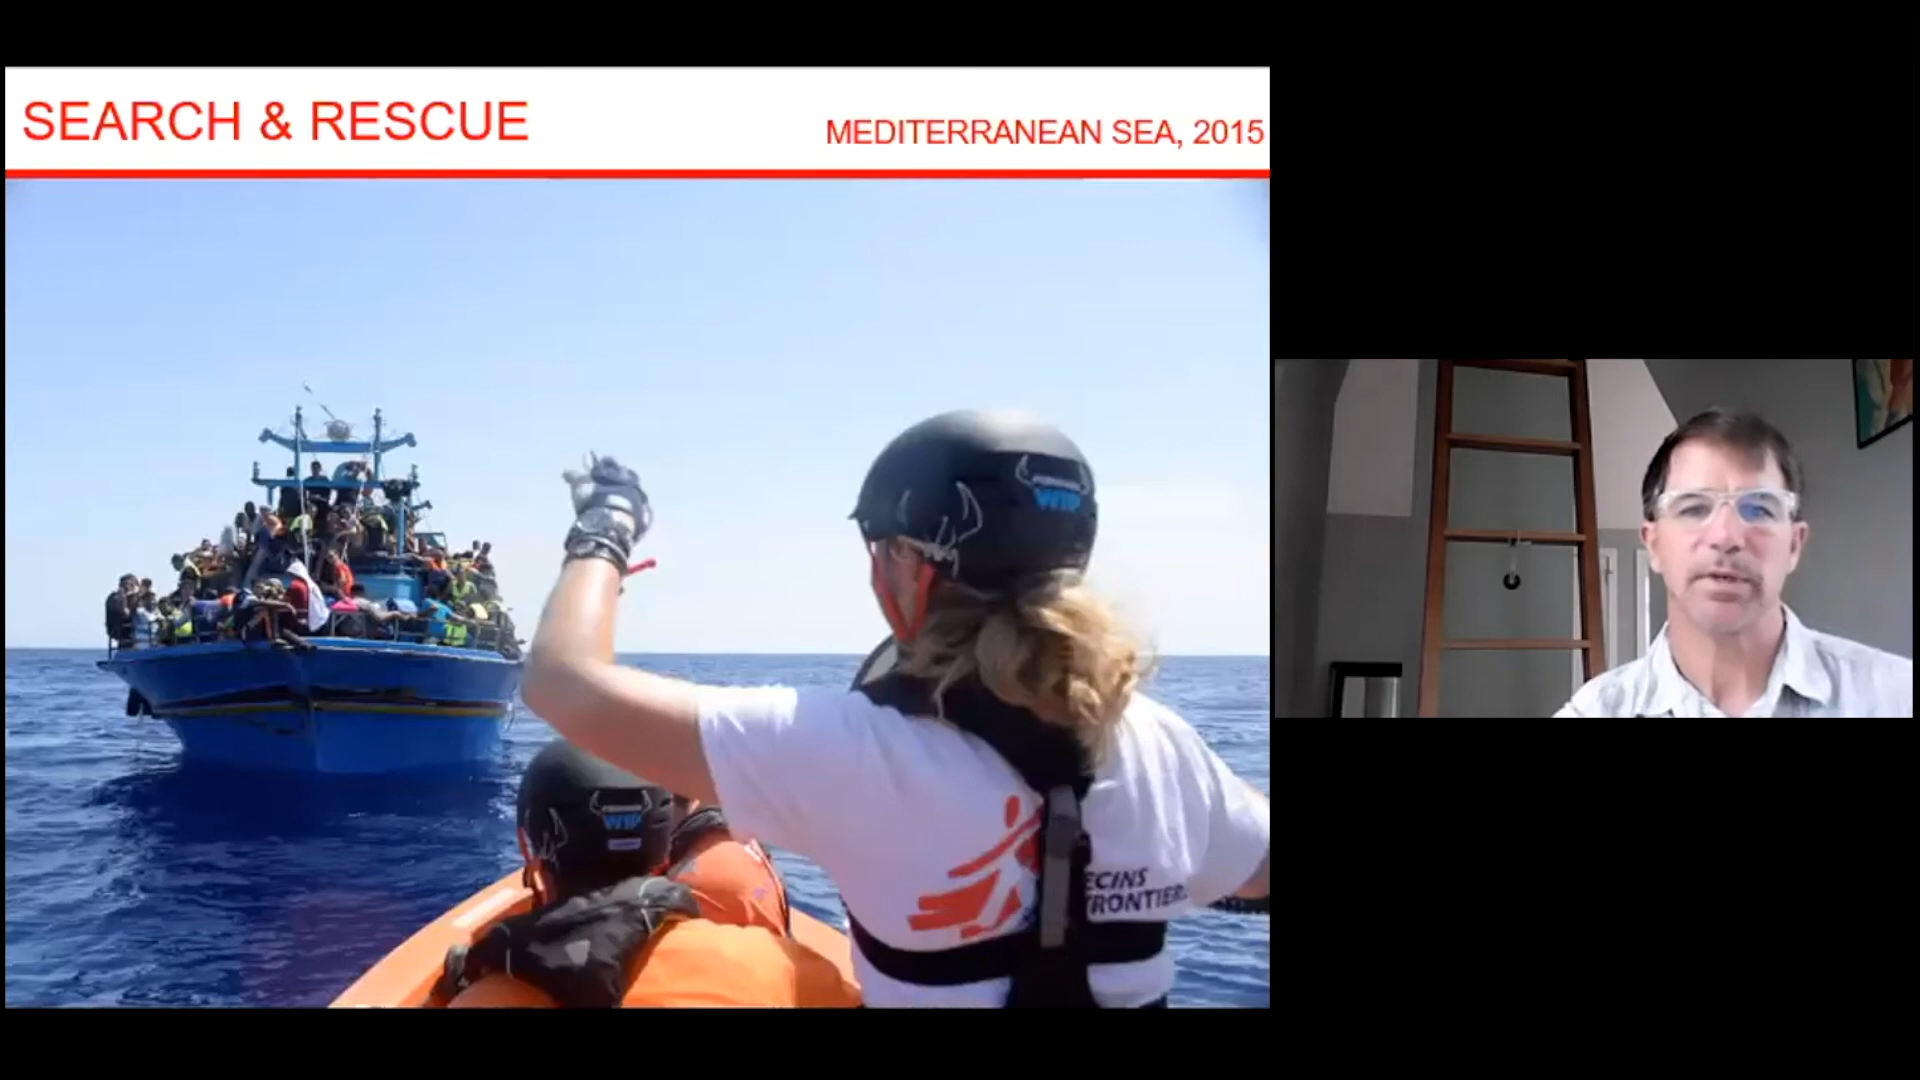 SEARCH & RESCUE
MEDITERRANEAN SEA, 2015
WIP
WIP
ECINS
FRONTIER